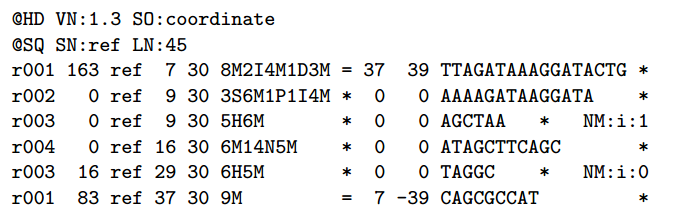 @HD VN:1.3 SO:coordinate
@SQ SN:ref LN:45
r001 163 ref 7 30 8M2I4M1D3M = 37 39 TTAGATAAAGGATACTG *
r002 0 ref 9 30 3S6M1P1I4M * 0 0 AAAAGATAAGGATA *
r003 0 ref 9 30 5H6M * 0 0 AGCTAA * NM:i:1
r004 0 ref 16 30 6M14N5M * 0 0 ATAGCTTCAGC *
r003 16 ref 29 30 6H5M * 0 0 TAGGC * NM:i:0
r001 83 ref 37 30 9M = 7 -39 CAGCGCCAT *